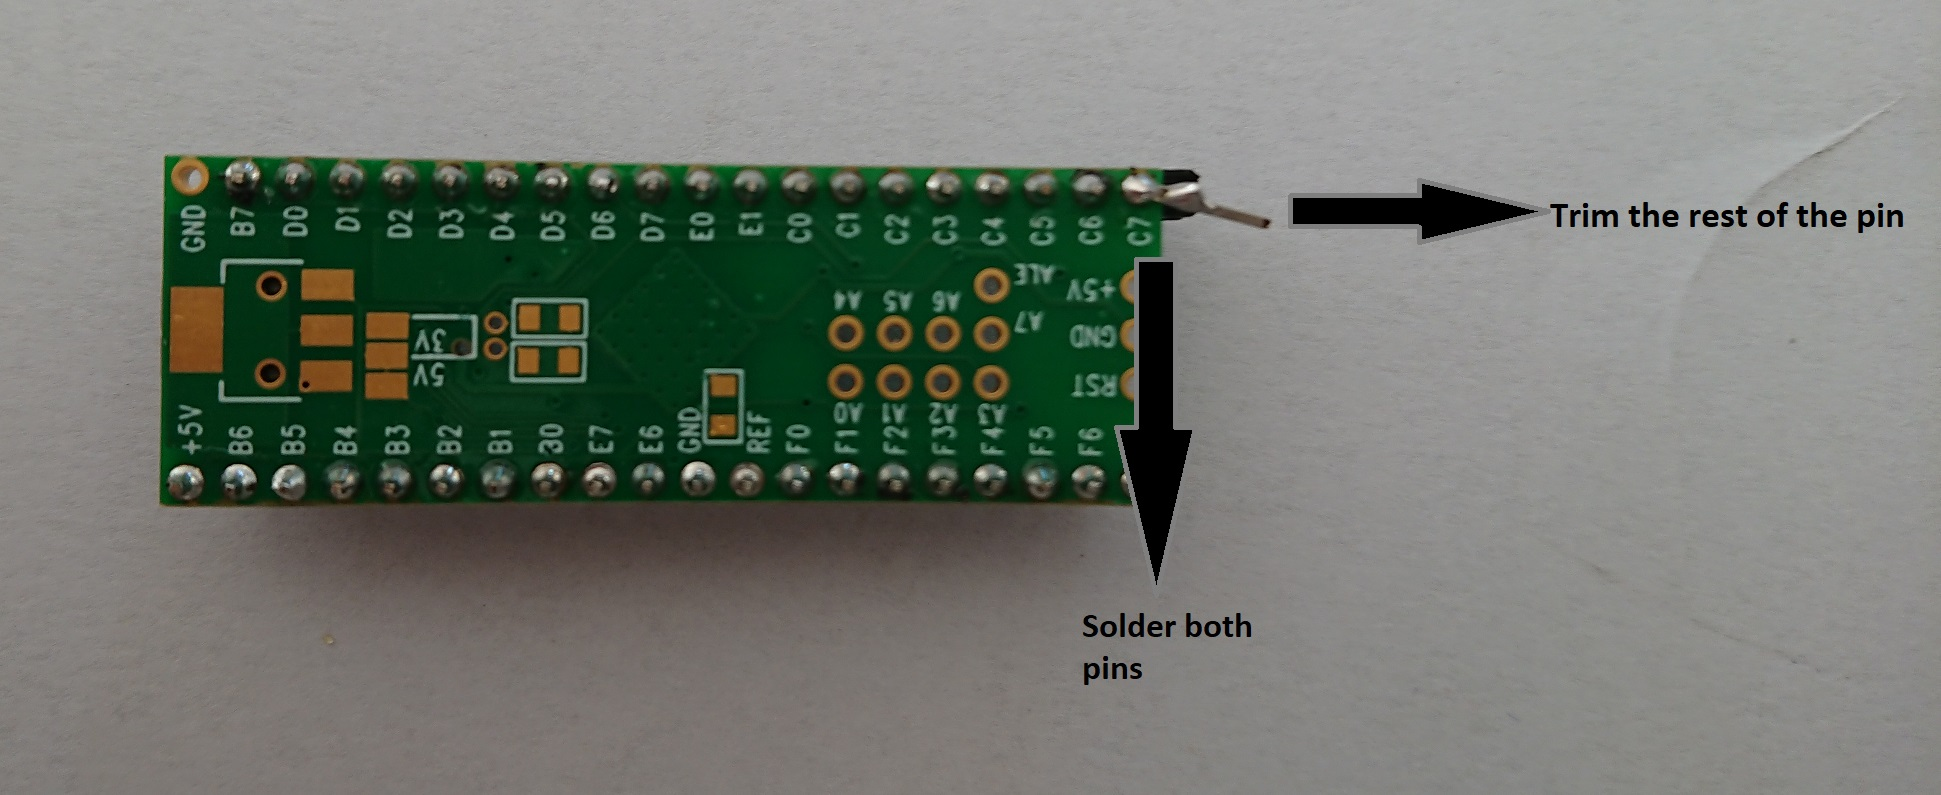 GND B7 D0 D1 D2 D3 D4 D5 D6 D7 E0 E1 C0 C1 C2 C3 C4 C5 C6 C7
Trim the rest of the pin
ALE +5V
A4 A5 A6 A7 GND
3V
5V
RST
A0 A1 A2 A3
+5V B6 B5 B4 B3 B2 B1 B0 E7 E6 GND REF F0 F1 F2 F3 F4 F5 F6
Solder both
pins